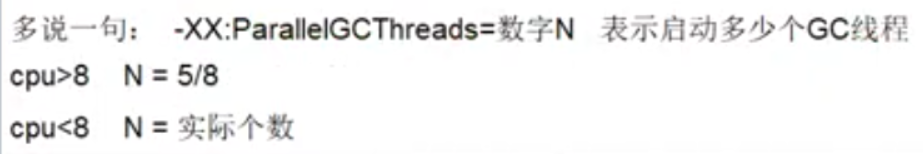 多说一句： -XX:ParallelGCThreads=数字N 表示启动多少个GC线程
cpu>8 N = 5/8
cpu<8 N = 实际个数